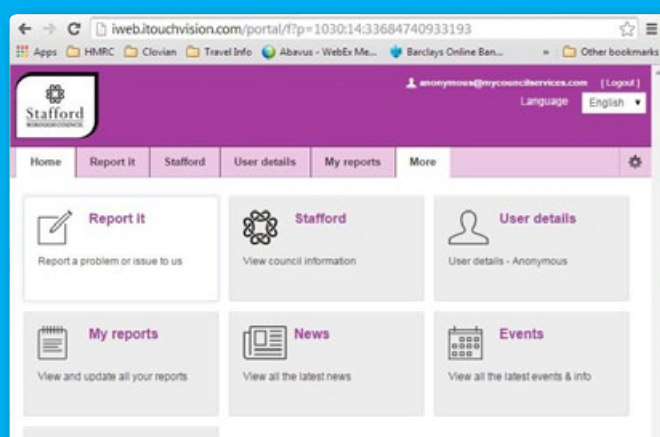 iweb.itouchvision.com/portal/f?p=1030:14:33684740933193
Apps HMRC Clovian Travel Info Abavus - WebEx Me... Barclays Online Ban... » Other bookmarks
anonymous@mycouncilservices.com [Logout]
Stafford
BOROUGH COUNCIL
Language English
Home Report it Stafford User details My reports More
Report it
Report a problem or issue to us
Stafford
View council information
User details
User details - Anonymous
My reports
View and update all your reports
News
View all the latest news
Events
View all the latest events & info